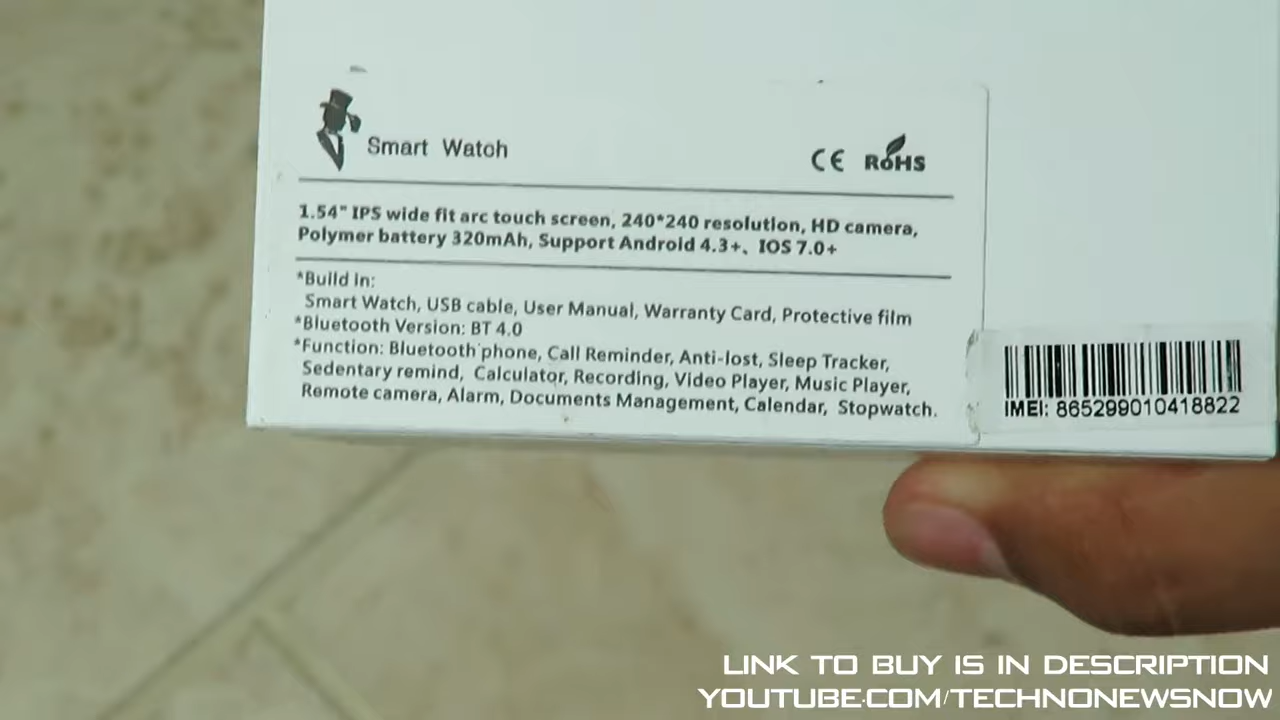 Smart Watch
CE RoHS
1.54" IPS wide fit arc touch screen, 240*240 resolution, HD camera,
Polymer battery 320mAh, Support Android 4.3+、IOS 7.0+
*Build in:
Smart Watch, USB cable, User Manual, Warranty Card, Protective film
*Bluetooth Version: BT 4.0
*Function: Bluetooth phone, Call Reminder, Anti-lost, Sleep Tracker,
Sedentary remind, Calculator, Recording, Video Player, Music Player,
Remote camera, Alarm, Documents Management, Calendar, Stopwatch.
IMEI: 865299010418822
LINK TO BUY IS IN DESCRIPTION
YOUTUBE.COM/TECHNONEWSNOW